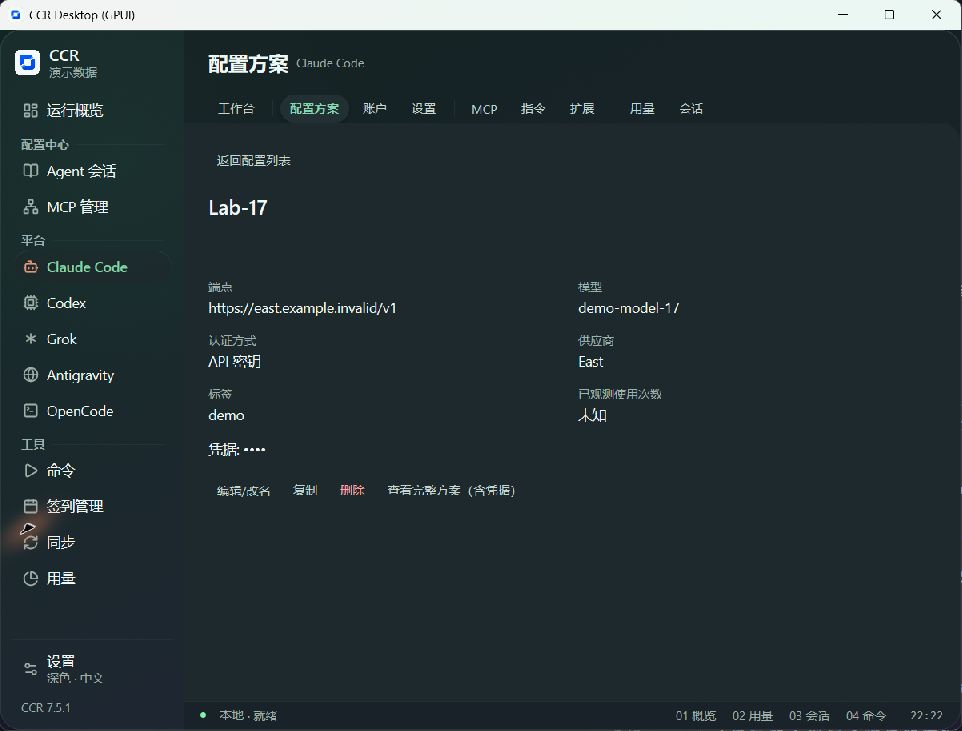 CCR Desktop (GPUI)
CCR
演示数据
运行概览
配置中心
Agent 会话
MCP 管理
平台
Claude Code
Codex
Grok
Antigravity
OpenCode
工具
命令
签到管理
同步
用量
设置
深色 · 中文
CCR 7.5.1
配置方案 Claude Code
工作台 配置方案 账户 设置 MCP 指令 扩展 用量 会话
返回配置列表
Lab-17
端点
https://east.example.invalid/v1
模型
demo-model-17
认证方式
API 密钥
供应商
East
标签
demo
已观测使用次数
未知
凭据: ••••
编辑/改名 复制 删除 查看完整方案（含凭据）
本地 · 就绪
01 概览 02 用量 03 会话 04 命令 22:22